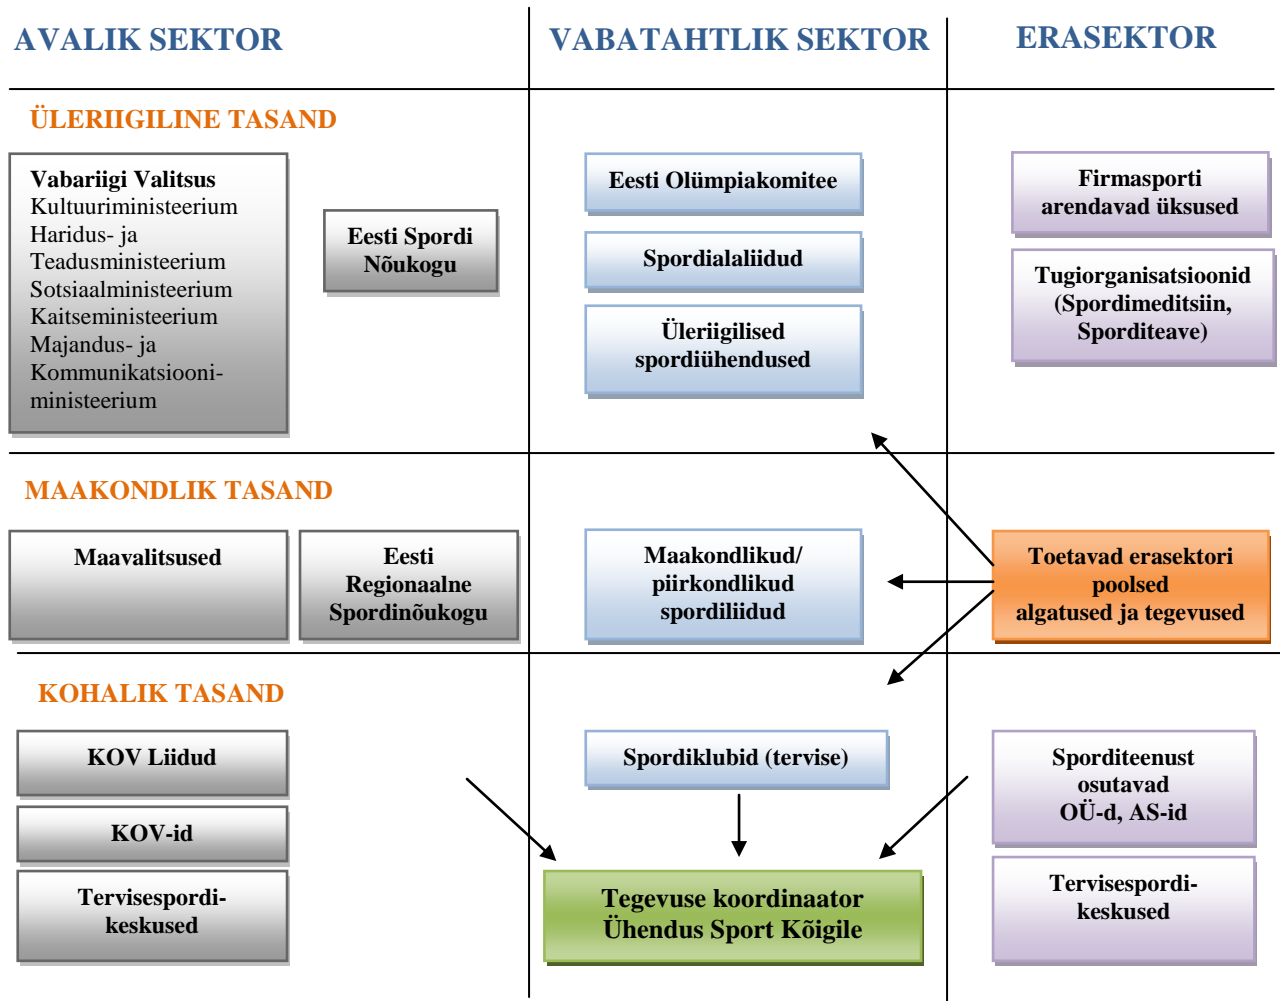 AVALIK SEKTOR
VABATAHTLIK SEKTOR
ERASEKTOR
ÜLERIIGILINE TASAND
Vabariigi Valitsus
Kultuuriministeerium
Haridus- ja
Teadusministeerium
Sotsiaalministeerium
Kaitseministeerium
Majandus- ja
Kommunikatsiooni-
ministeerium
Eesti Spordi
Nõukogu
Eesti Olümpiakomitee
Spordialaliidud
Üleriigilised
spordiühendused
Firmasporti
arendavad üksused
Tugiorganisatsioonid
(Spordimeditsiin,
Sporditeave)
MAAKONDLIK TASAND
Maavalitsused
Eesti
Regionaalne
Spordinõukogu
Maakondlikud/
piirkondlikud
spordiliidud
Toetavad erasektori
poolsed
algatused ja tegevused
KOHALIK TASAND
KOV Liidud
KOV-id
Tervisespordi-
keskused
Spordiklubid (tervise)
Tegevuse koordinaator
Ühendus Sport Kõigile
Sporditeenust
osutavad
OÜ-d, AS-id
Tervisespordi-
keskused